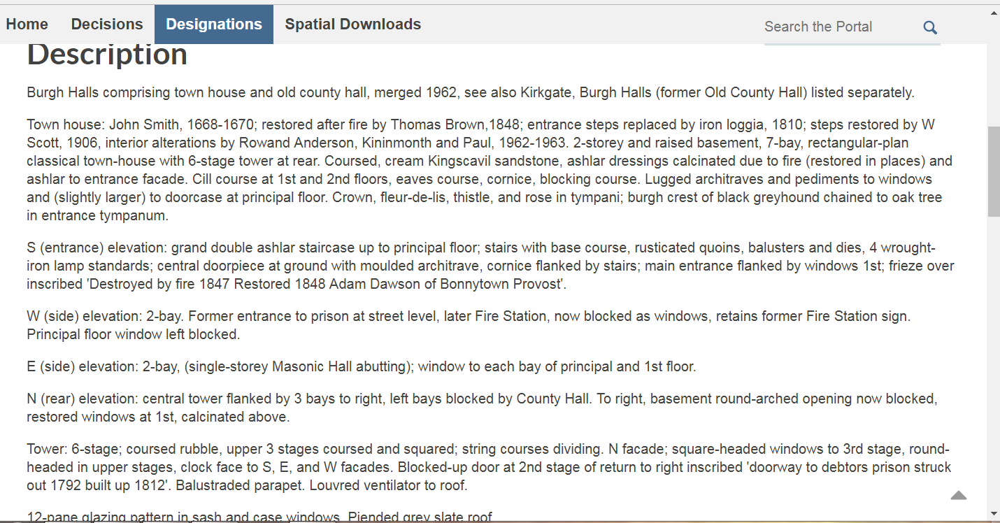 Home Decisions Designations Spatial Downloads Search the Portal
Description
Burgh Halls comprising town house and old county hall, merged 1962, see also Kirkgate, Burgh Halls (former Old County Hall) listed separately.
Town house: John Smith, 1668-1670; restored after fire by Thomas Brown,1848; entrance steps replaced by iron loggia, 1810; steps restored by W
Scott, 1906, interior alterations by Rowand Anderson, Kininmonth and Paul, 1962-1963. 2-storey and raised basement, 7-bay, rectangular-plan
classical town-house with 6-stage tower at rear. Coursed, cream Kingscavil sandstone, ashlar dressings calcinated due to fire (restored in places) and
ashlar to entrance facade. Cill course at 1st and 2nd floors, eaves course, cornice, blocking course. Lugged architraves and pediments to windows
and (slightly larger) to doorcase at principal floor. Crown, fleur-de-lis, thistle, and rose in tympani; burgh crest of black greyhound chained to oak tree
in entrance tympanum.
S (entrance) elevation: grand double ashlar staircase up to principal floor; stairs with base course, rusticated quoins, balusters and dies, 4 wrought-
iron lamp standards; central doorpiece at ground with moulded architrave, cornice flanked by stairs; main entrance flanked by windows 1st; frieze over
inscribed 'Destroyed by fire 1847 Restored 1848 Adam Dawson of Bonnytown Provost'.
W (side) elevation: 2-bay. Former entrance to prison at street level, later Fire Station, now blocked as windows, retains former Fire Station sign.
Principal floor window left blocked.
E (side) elevation: 2-bay, (single-storey Masonic Hall abutting); window to each bay of principal and 1st floor.
N (rear) elevation: central tower flanked by 3 bays to right, left bays blocked by County Hall. To right, basement round-arched opening now blocked,
restored windows at 1st, calcinated above.
Tower: 6-stage; coursed rubble, upper 3 stages coursed and squared; string courses dividing. N facade; square-headed windows to 3rd stage, round-
headed in upper stages, clock face to S, E, and W facades. Blocked-up door at 2nd stage of return to right inscribed 'doorway to debtors prison struck
out 1792 built up 1812'. Balustraded parapet. Louvred ventilator to roof.
12-pane glazing pattern in sash and case windows. Piended grey slate roof